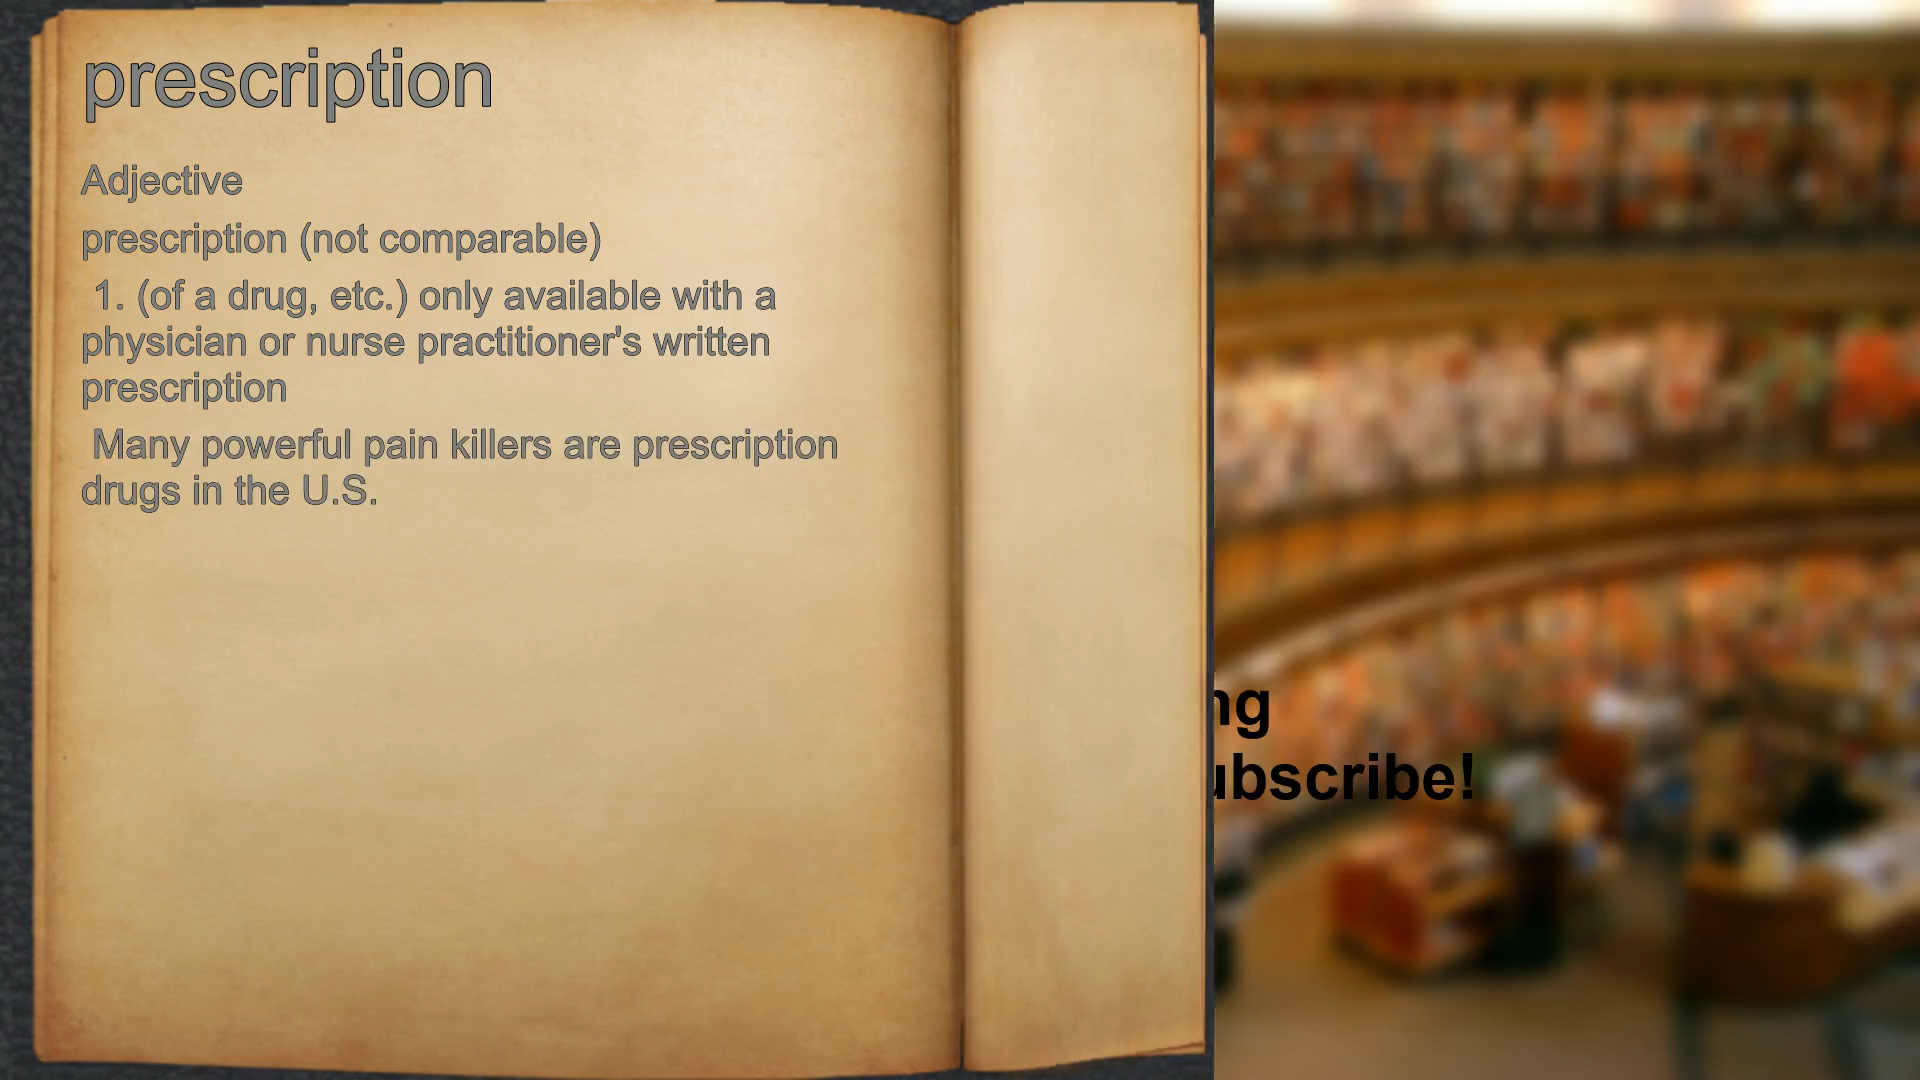 prescription
Adjective
prescription (not comparable)
1. (of a drug, etc.) only available with a
physician or nurse practitioner's written
prescription
Many powerful pain killers are prescription
drugs in the U.S.
ng
ubscribe!